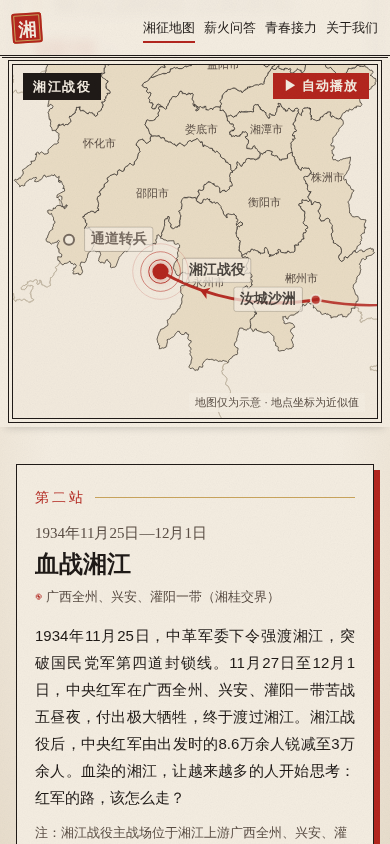 湘
湘征地图 薪火问答 青春接力 关于我们
益阳市
湘江战役
▶ 自动播放
娄底市
湘潭市
怀化市
株洲市
邵阳市
衡阳市
通道转兵
湘江战役
永州市
郴州市
汝城沙洲
地图仅为示意 · 地点坐标为近似值
第二站
1934年11月25日—12月1日
血战湘江
广西全州、兴安、灌阳一带（湘桂交界）
1934年11月25日，中革军委下令强渡湘江，突
破国民党军第四道封锁线。11月27日至12月1
日，中央红军在广西全州、兴安、灌阳一带苦战
五昼夜，付出极大牺牲，终于渡过湘江。湘江战
役后，中央红军由出发时的8.6万余人锐减至3万
余人。血染的湘江，让越来越多的人开始思考：
红军的路，该怎么走？
注：湘江战役主战场位于湘江上游广西全州、兴安、灌